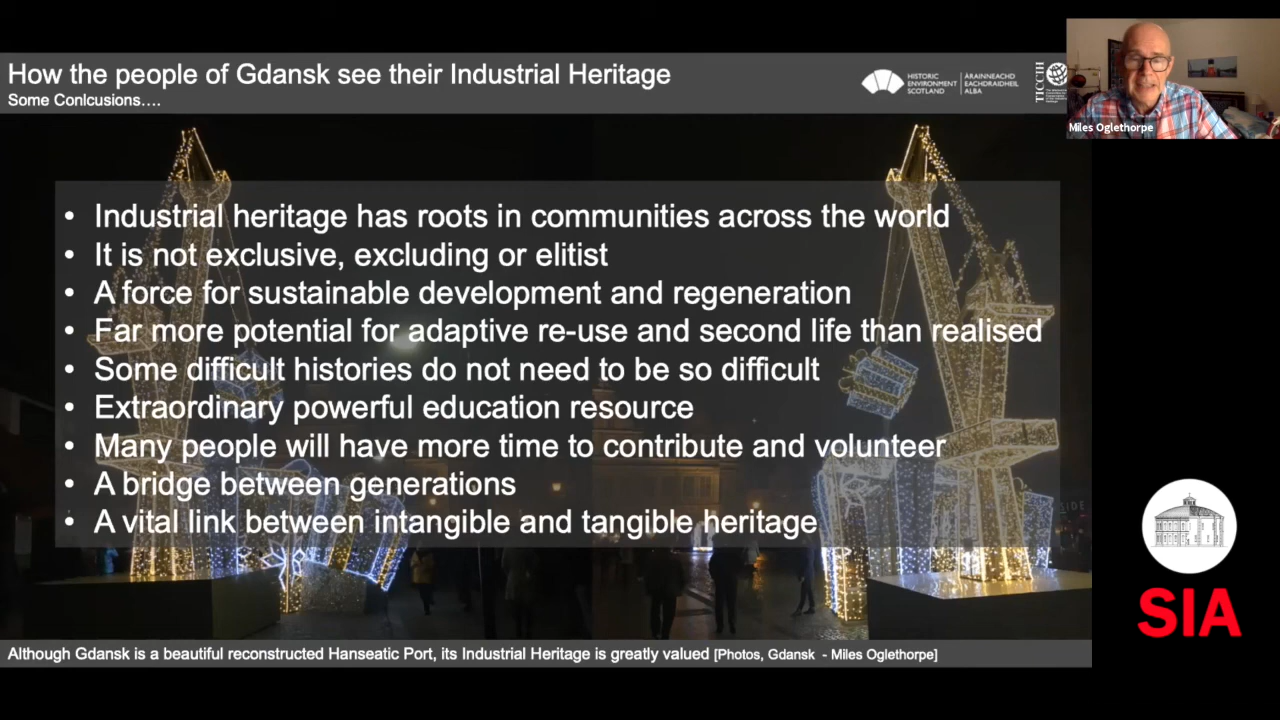 How the people of Gdansk see their Industrial Heritage
Some Conlcusions….
HISTORIC
ENVIRONMENT
SCOTLAND
ÀRAINNEACHD
EACHDRAIDHEIL
ALBA
TICCIH
Miles Oglethorpe
• Industrial heritage has roots in communities across the world
• It is not exclusive, excluding or elitist
• A force for sustainable development and regeneration
• Far more potential for adaptive re-use and second life than realised
• Some difficult histories do not need to be so difficult
• Extraordinary powerful education resource
• Many people will have more time to contribute and volunteer
• A bridge between generations
• A vital link between intangible and tangible heritage
SIDE
SIA
Although Gdansk is a beautiful reconstructed Hanseatic Port, its Industrial Heritage is greatly valued [Photos, Gdansk - Miles Oglethorpe]